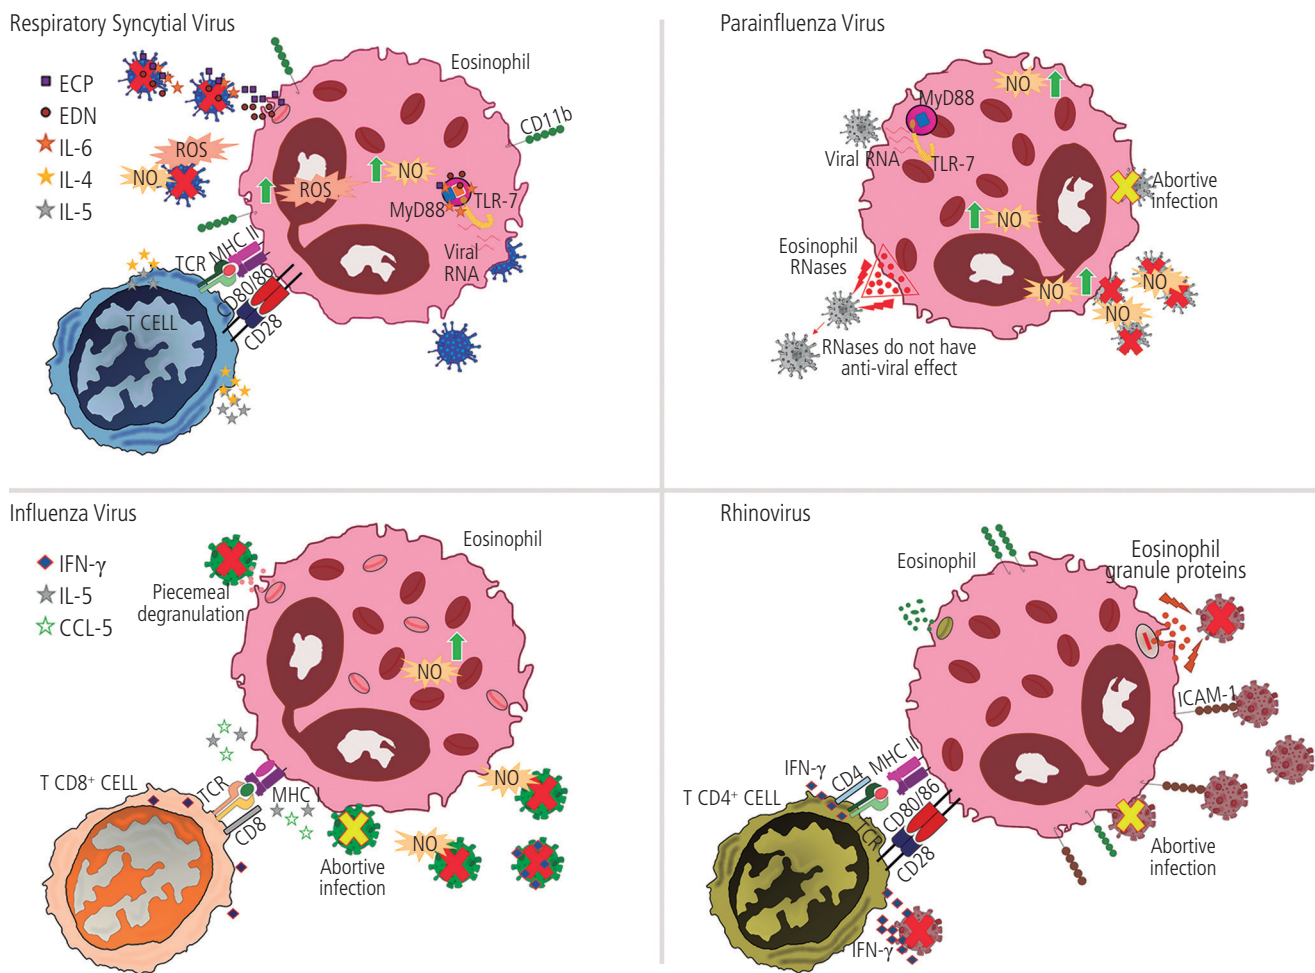 Respiratory Syncytial Virus
ECP
EDN
IL-6
IL-4
IL-5
ROS
NO
Eosinophil
CD11b
NO
ROS
MyD88
TLR-7
Viral
RNA
TCR
MHC II
CD80/86
CD28
T CELL
Parainfluenza Virus
NO
MyD88
Viral RNA
TLR-7
Abortive
infection
NO
Eosinophil
RNases
NO
NO
NO
RNases do not have
anti-viral effect
Influenza Virus
IFN-γ
IL-5
CCL-5
Piecemeal
degranulation
Eosinophil
NO
T CD8⁺ CELL
TCR
MHC I
CD8
NO
NO
Abortive
infection
Rhinovirus
Eosinophil
Eosinophil
granule proteins
ICAM-1
IFN-γ
CD4
MHC II
T CD4⁺ CELL
TCR
CD80/86
CD28
Abortive
infection
IFN-γ